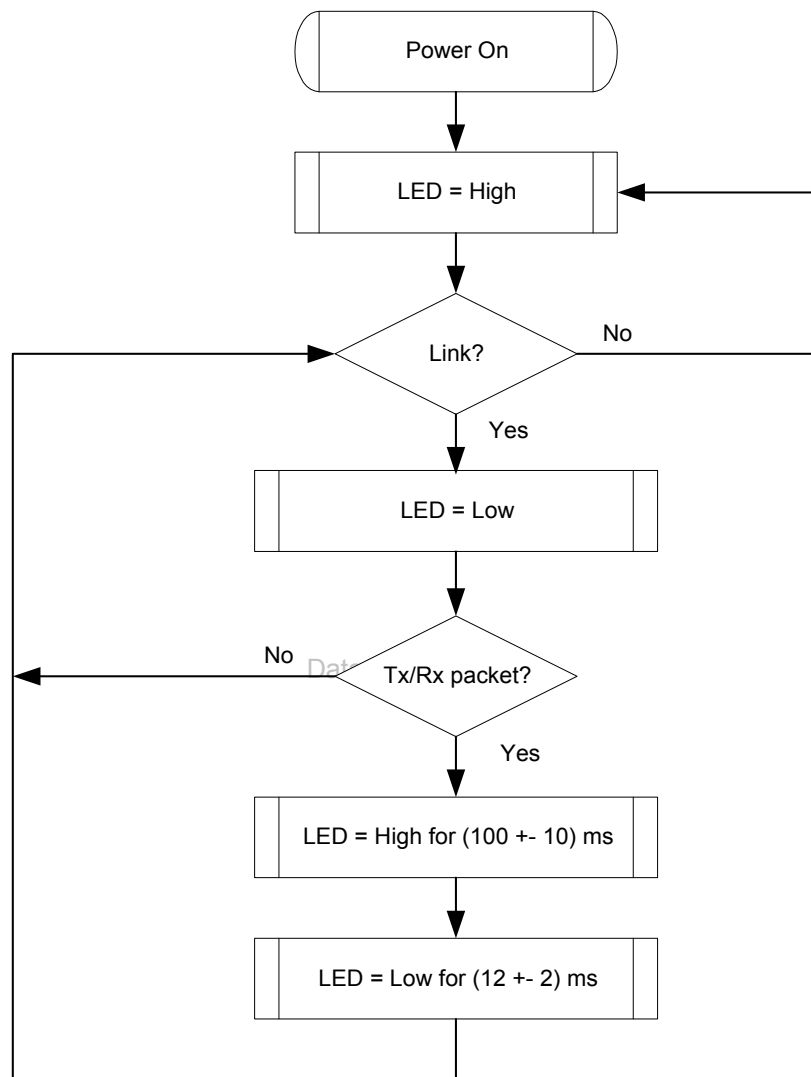 Power On
LED = High
Link?
No
Yes
LED = Low
No
Tx/Rx packet?
Yes
LED = High for (100 +- 10) ms
LED = Low for (12 +- 2) ms